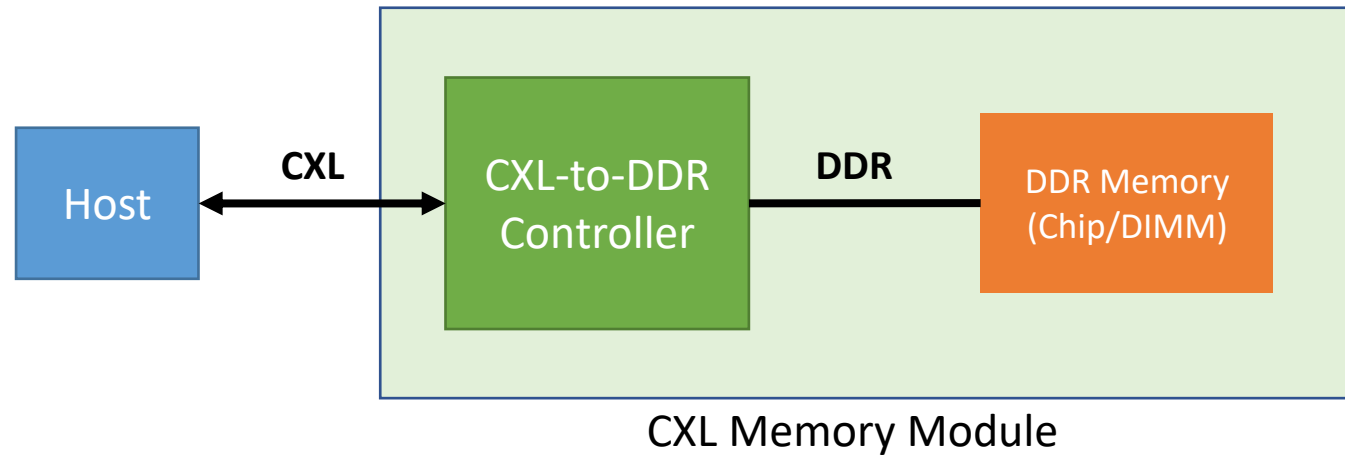 Host
CXL
CXL-to-DDR
Controller
DDR
DDR Memory
(Chip/DIMM)
CXL Memory Module